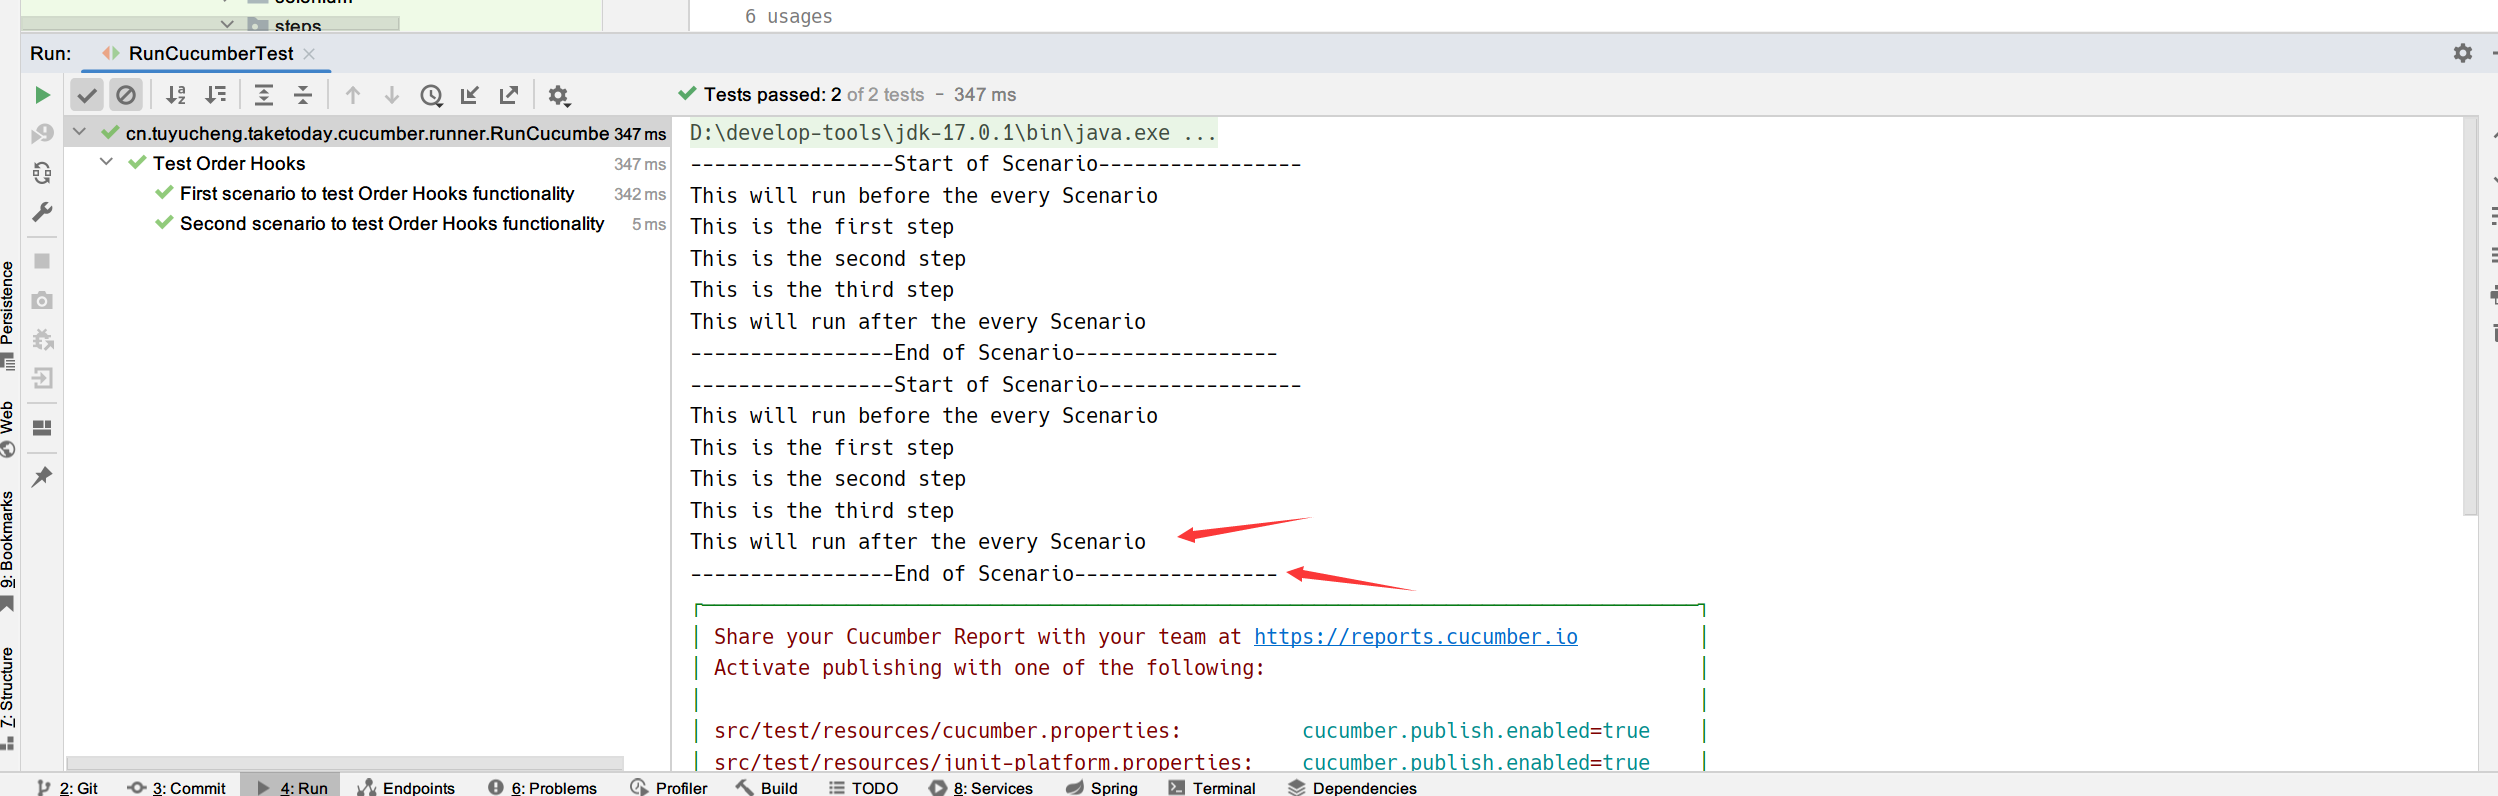 selenium
steps
6 usages
Run:
RunCucumberTest
Tests passed: 2 of 2 tests – 347 ms
cn.tuyucheng.taketoday.cucumber.runner.RunCucumbe 347 ms
Test Order Hooks 347 ms
First scenario to test Order Hooks functionality 342 ms
Second scenario to test Order Hooks functionality 5 ms
D:\develop-tools\jdk-17.0.1\bin\java.exe ...
-----------------Start of Scenario-----------------
This will run before the every Scenario
This is the first step
This is the second step
This is the third step
This will run after the every Scenario
-----------------End of Scenario-----------------
-----------------Start of Scenario-----------------
This will run before the every Scenario
This is the first step
This is the second step
This is the third step
This will run after the every Scenario
-----------------End of Scenario-----------------
Share your Cucumber Report with your team at https://reports.cucumber.io
Activate publishing with one of the following:
src/test/resources/cucumber.properties: cucumber.publish.enabled=true
src/test/resources/junit-platform.properties: cucumber.publish.enabled=true
Persistence
Web
9: Bookmarks
7: Structure
2: Git
3: Commit
4: Run
Endpoints
6: Problems
Profiler
Build
TODO
8: Services
Spring
Terminal
Dependencies